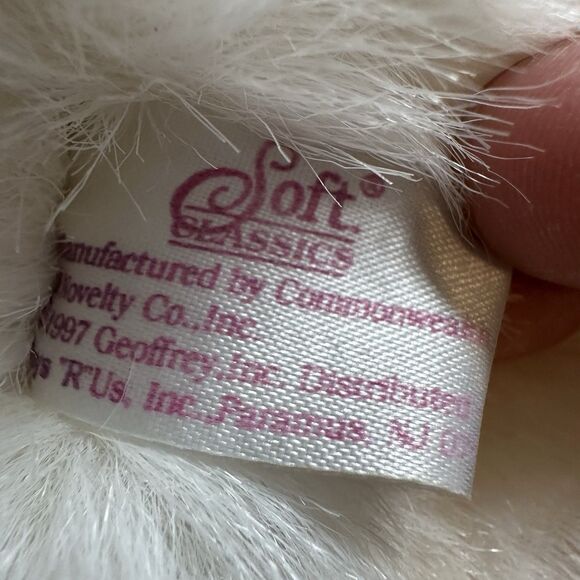 Soft®
CLASSICS
Manufactured by Commonwealth
Novelty Co., Inc.
©1997 Geoffrey, Inc. Distributed
"R" Us, Inc., Paramus, NJ